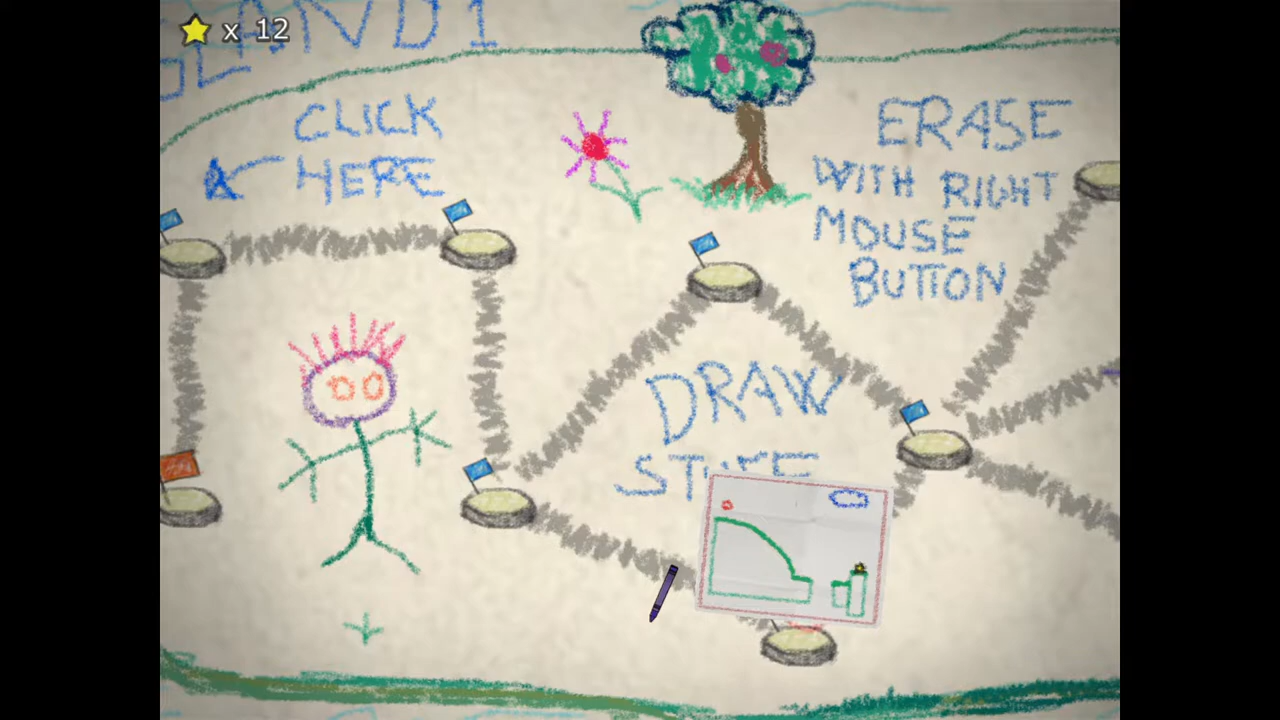 x 12
CLICK
HERE
ERASE
WITH RIGHT
MOUSE
BUTTON
DRAW